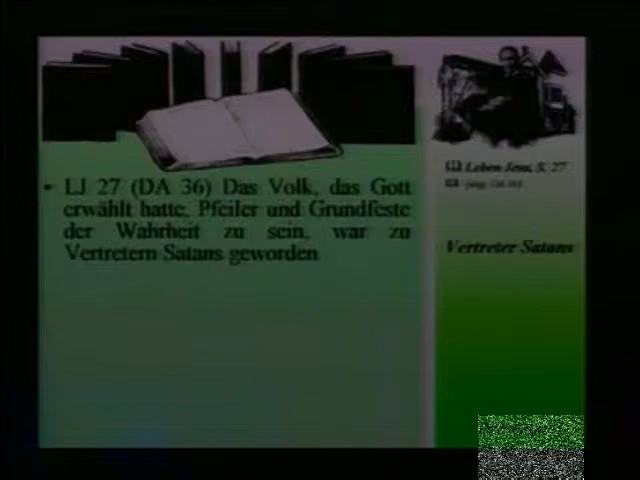 • LJ 27 (DA 36) Das Volk, das Gott
erwählt hatte, Pfeiler und Grundfeste
der Wahrheit zu sein, war zu
Vertretern Satans geworden
Leben Jesu, S. 27
Vertreter Satans